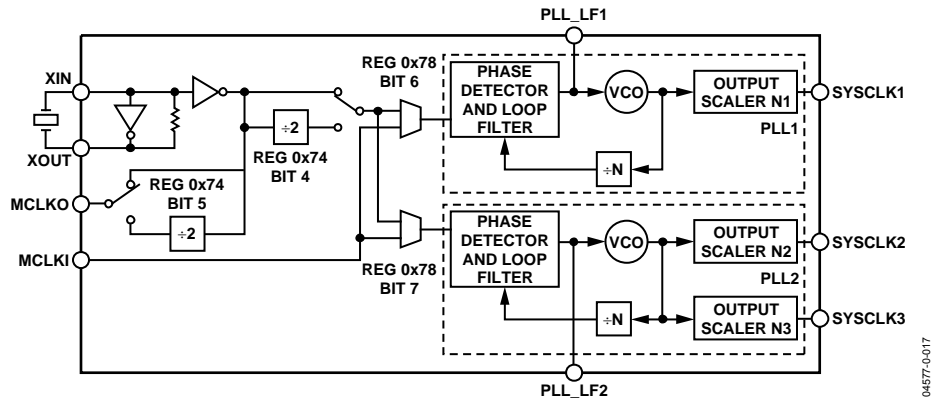 PLL_LF1
XIN
XOUT
MCLKO
MCLKI
REG 0x74
BIT 5
÷2
÷2
REG 0x74
BIT 4
REG 0x78
BIT 6
REG 0x78
BIT 7
PHASE
DETECTOR
AND LOOP
FILTER
VCO
OUTPUT
SCALER N1
PLL1
÷N
SYSCLK1
PHASE
DETECTOR
AND LOOP
FILTER
VCO
OUTPUT
SCALER N2
PLL2
÷N
OUTPUT
SCALER N3
SYSCLK2
SYSCLK3
PLL_LF2
04577-0-017